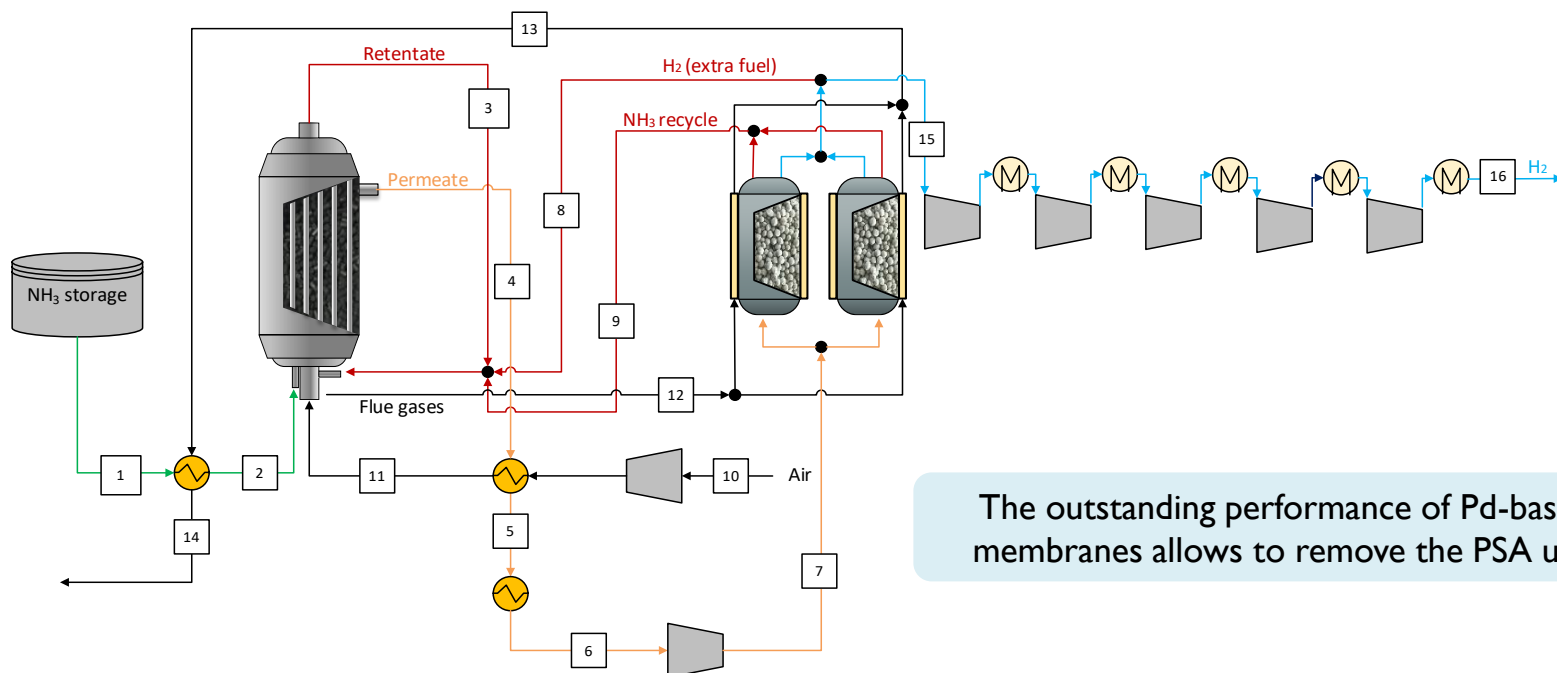 13
Retentate
H₂ (extra fuel)
3
NH₃ recycle
15
Permeate
16
H₂
8
4
NH₃ storage
9
12
Flue gases
1
2
11
10
Air
5
14
7
6
M
M
M
M
M
The outstanding performance of Pd-bas
membranes allows to remove the PSA u